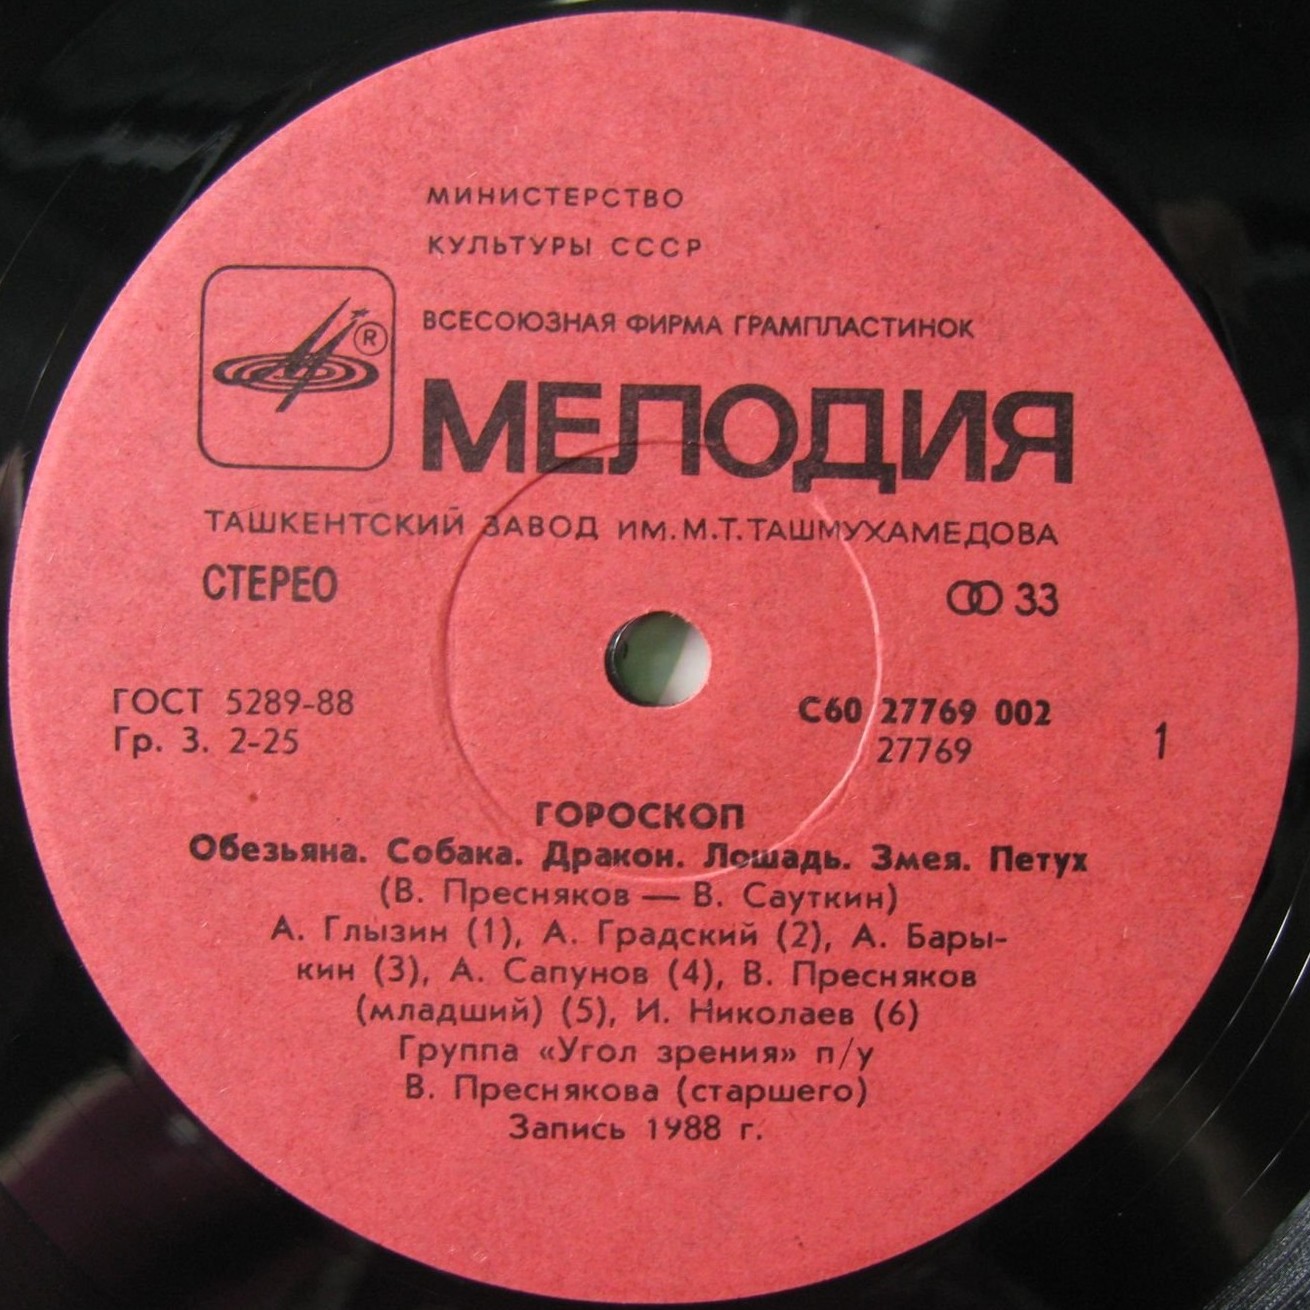 МИНИСТЕРСТВО
КУЛЬТУРЫ СССР
ВСЕСОЮЗНАЯ ФИРМА ГРАМПЛАСТИНОК
®
МЕЛОДИЯ
ТАШКЕНТСКИЙ ЗАВОД ИМ.М.Т.ТАШМУХАМЕДОВА
СТЕРЕО 33
ГОСТ 5289-88 С60 27769 002
Гр. 3. 2-25 27769 1
ГОРОСКОП
Обезьяна. Собака. Дракон. Лошадь. Змея. Петух
(В. Пресняков — В. Сауткин)
А. Глызин (1), А. Градский (2), А. Бары-
кин (3), А. Сапунов (4), В. Пресняков
(младший) (5), И. Николаев (6)
Группа «Угол зрения» п/у
В. Преснякова (старшего)
Запись 1988 г.